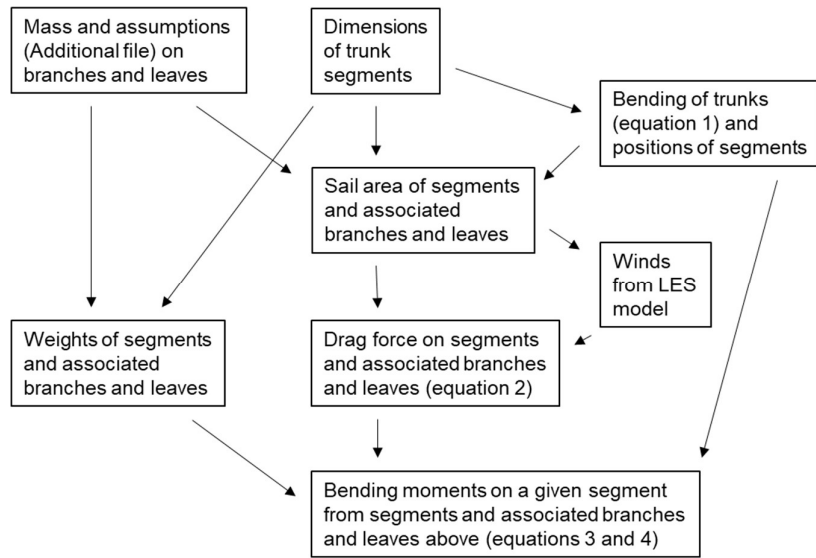 Mass and assumptions
(Additional file) on
branches and leaves
Dimensions
of trunk
segments
Bending of trunks
(equation 1) and
positions of segments
Sail area of segments
and associated
branches and leaves
Winds
from LES
model
Weights of segments
and associated
branches and leaves
Drag force on segments
and associated branches
and leaves (equation 2)
Bending moments on a given segment
from segments and associated branches
and leaves above (equations 3 and 4)